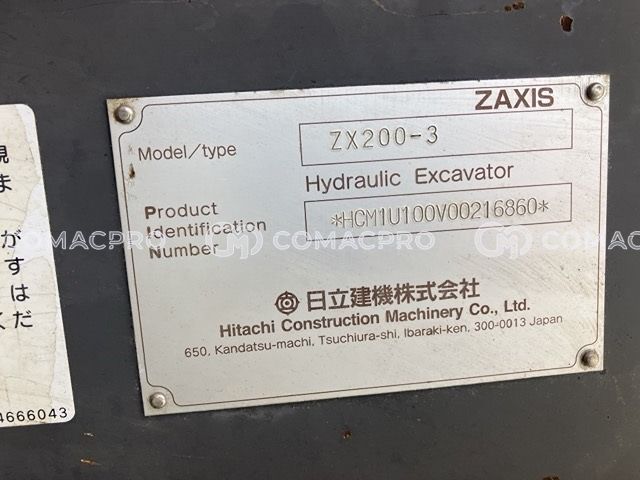 ZAXIS
Model/type
ZX200-3
Hydraulic Excavator
Product
Identification
Number
*HCM1U100V00216860*
日立建機株式会社
Hitachi Construction Machinery Co., Ltd.
650, Kandatsu-machi, Tsuchiura-shi, Ibaraki-ken, 300-0013 Japan
ま
がす
は
くだ
4666043
COMACPRO
COMACPRO
COMACPRO